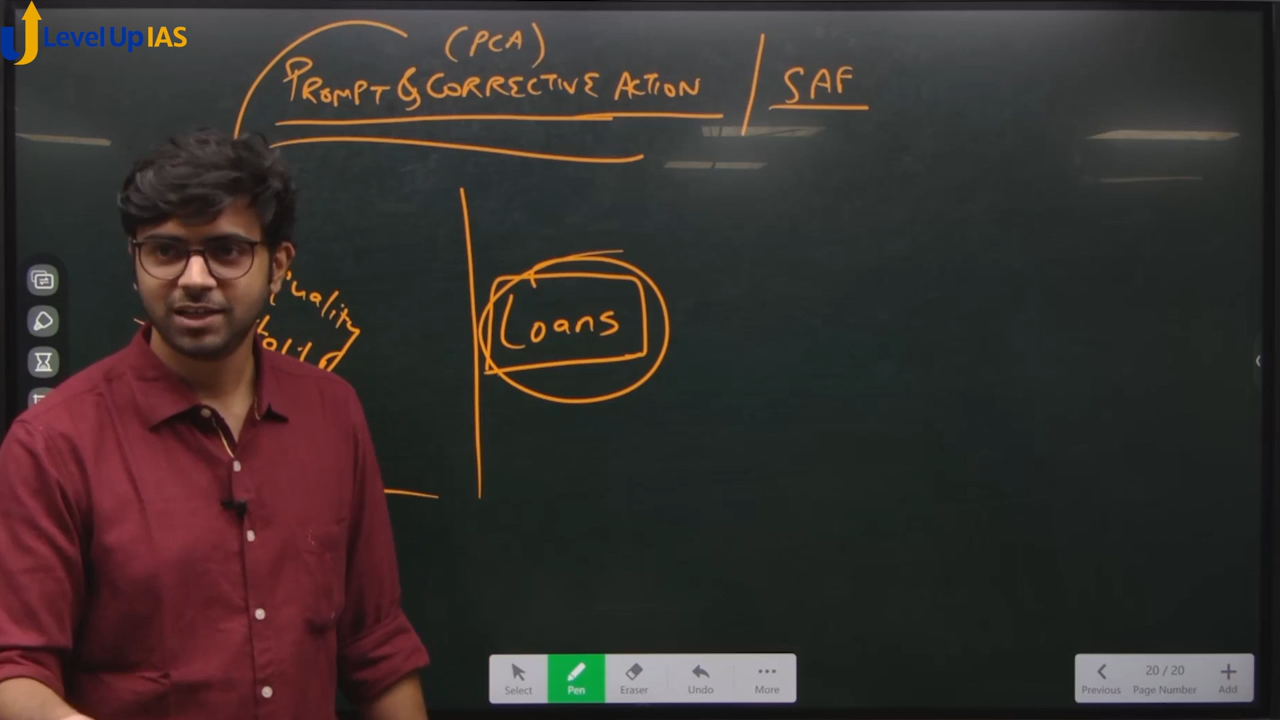 Level Up IAS
(PCA)
PROMPT & CORRECTIVE ACTION / SAF
Loans
Select
Pen
Eraser
Undo
More
Previous
20 / 20
Page Number
Add